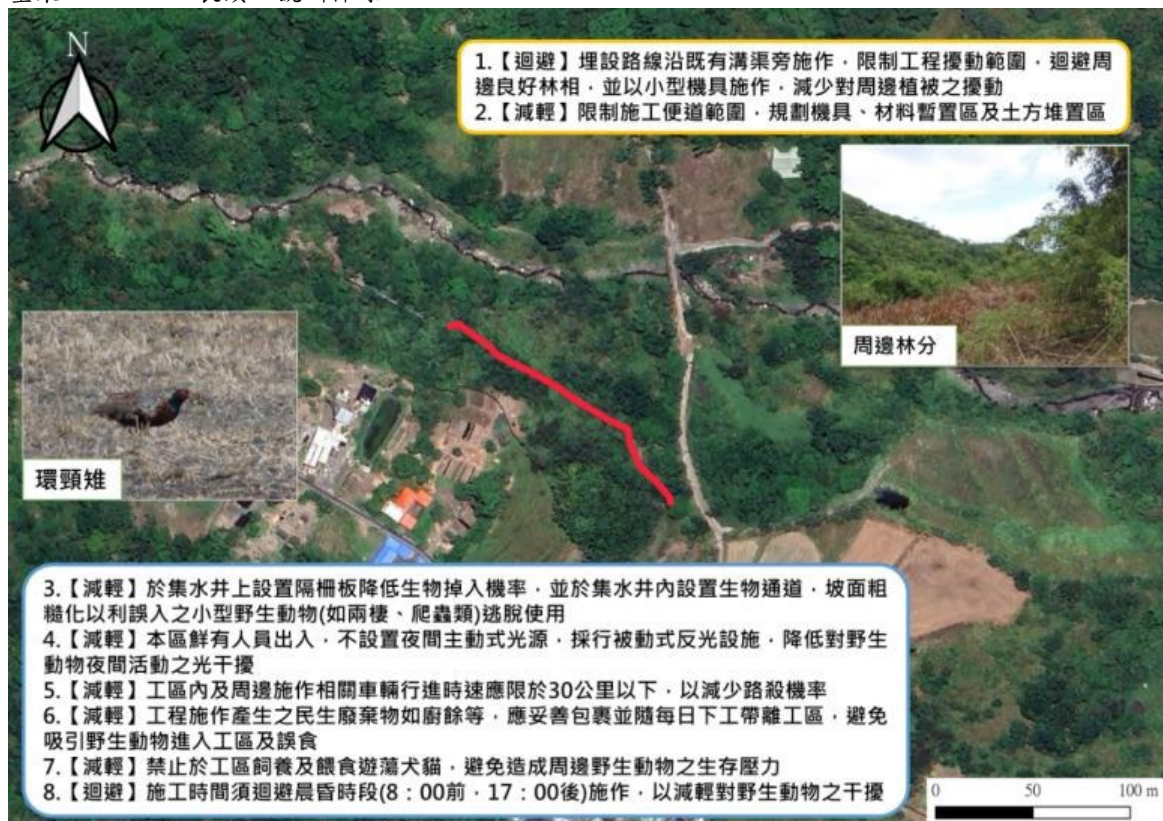 N
1.【迴避】埋設路線沿既有溝渠旁施作，限制工程擾動範圍，迴避周
邊良好林相，並以小型機具施作，減少對周邊植被之擾動
2.【減輕】限制施工便道範圍，規劃機具、材料暫置區及土方堆置區
周邊林分
環頸雉
3.【減輕】於集水井上設置隔柵板降低生物掉入機率，並於集水井內設置生物通道，坡面粗
糙化以利誤入之小型野生動物(如兩棲、爬蟲類)逃脫使用
4.【減輕】本區鮮有人員出入，不設置夜間主動式光源，採行被動式反光設施，降低對野生
動物夜間活動之光干擾
5.【減輕】工區內及周邊施作相關車輛行進時速應限於30公里以下，以減少路殺機率
6.【減輕】工程施作產生之民生廢棄物如廚餘等，應妥善包裹並隨每日下工帶離工區，避免
吸引野生動物進入工區及誤食
7.【減輕】禁止於工區飼養及餵食遊蕩犬貓，避免造成周邊野生動物之生存壓力
8.【迴避】施工時間須迴避晨昏時段(8：00前，17：00後)施作，以減輕對野生動物之干擾
0 50 100 m